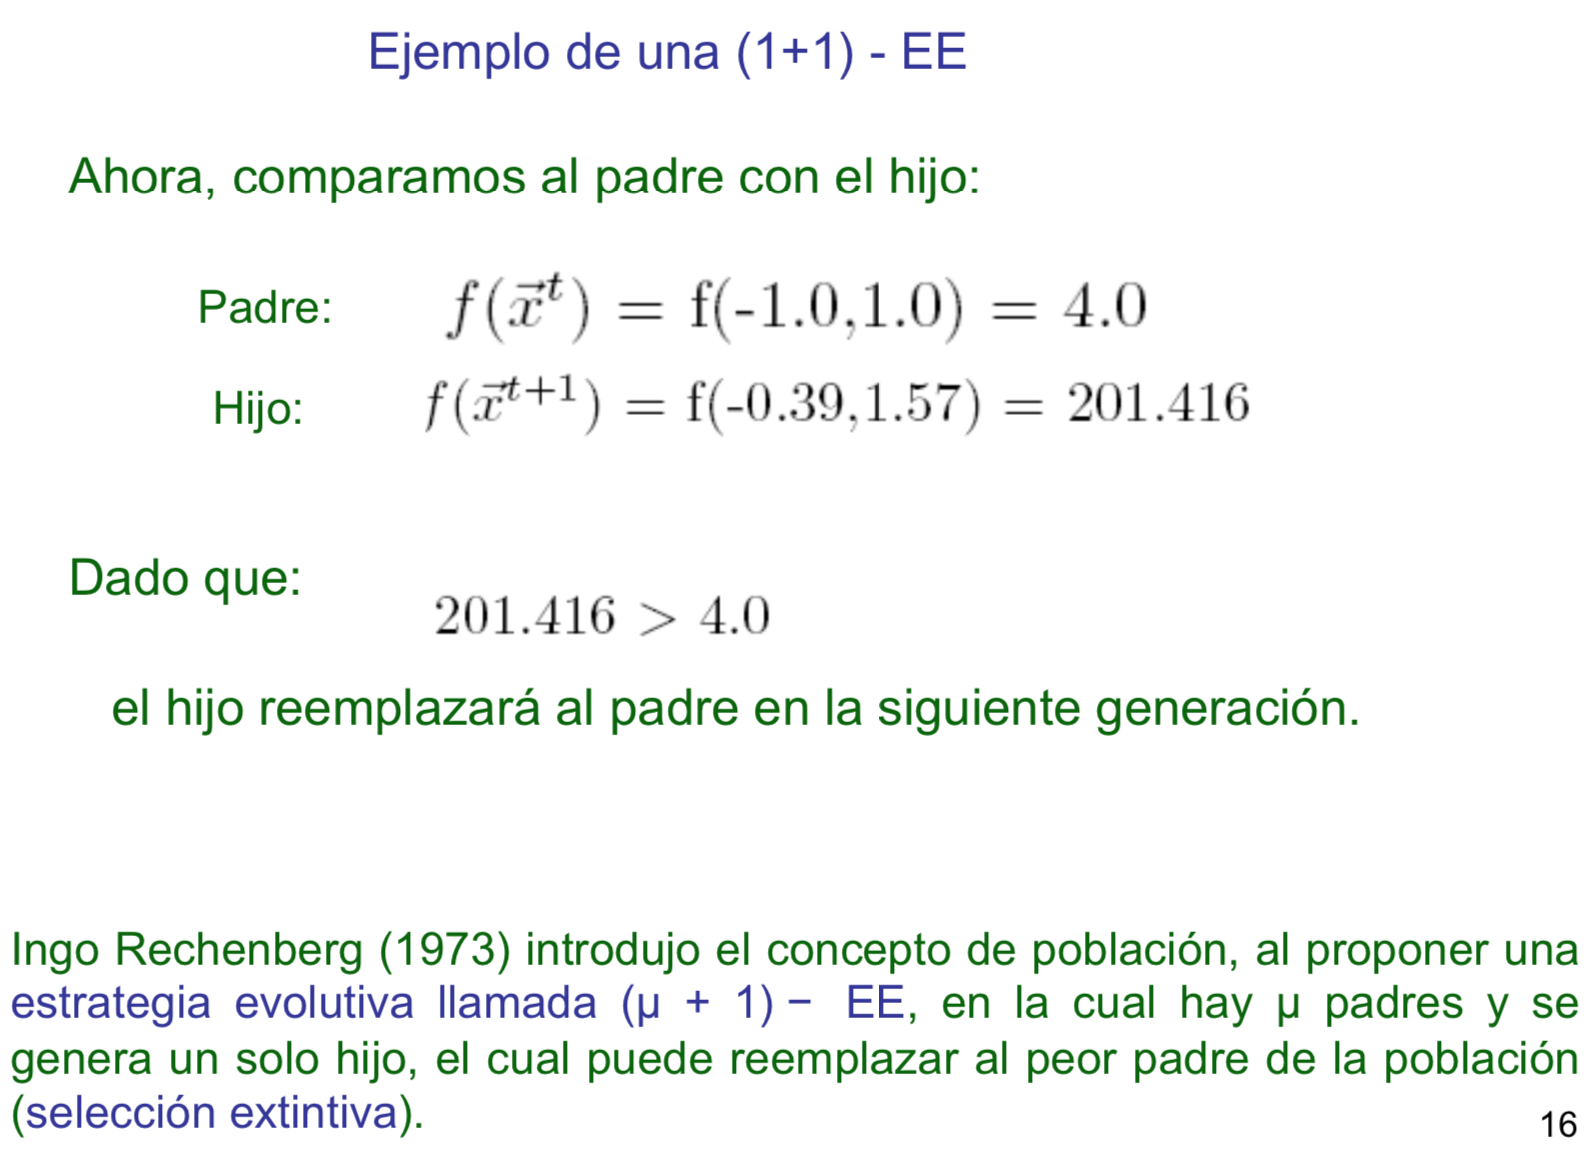 Ejemplo de una (1+1) - EE
Ahora, comparamos al padre con el hijo:
Padre: $f(\vec{x}^t)$ = f(-1.0,1.0) = 4.0
Hijo: $f(\vec{x}^{t+1})$ = f(-0.39,1.57) = 201.416
Dado que:
201.416 > 4.0
el hijo reemplazará al padre en la siguiente generación.
Ingo Rechenberg (1973) introdujo el concepto de población, al proponer una
estrategia evolutiva llamada (μ + 1) − EE, en la cual hay μ padres y se
genera un solo hijo, el cual puede reemplazar al peor padre de la población
(selección extintiva).
16